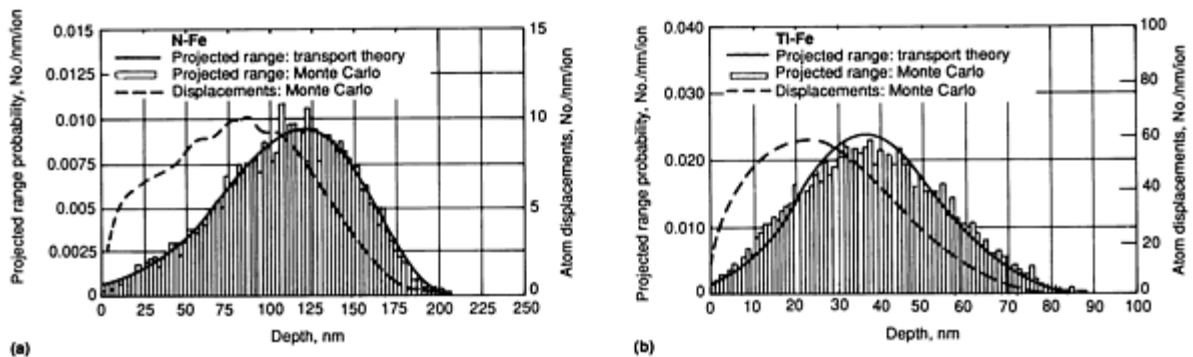 Projected range probability, No./nm/ion
0.015
0.0125
0.010
0.0075
0.005
0.0025
0
N-Fe
Projected range: transport theory
Projected range: Monte Carlo
Displacements: Monte Carlo
15
10
5
0
Atom displacements, No./nm/ion
0 25 50 75 100 125 150 175 200 225 250
Depth, nm
(a)
Projected range probability, No./nm/ion
0.040
0.030
0.020
0.010
0
Ti-Fe
Projected range: transport theory
Projected range: Monte Carlo
Displacements: Monte Carlo
100
80
60
40
20
0
Atom displacements, No./nm/ion
0 10 20 30 40 50 60 70 80 90 100
Depth, nm
(b)